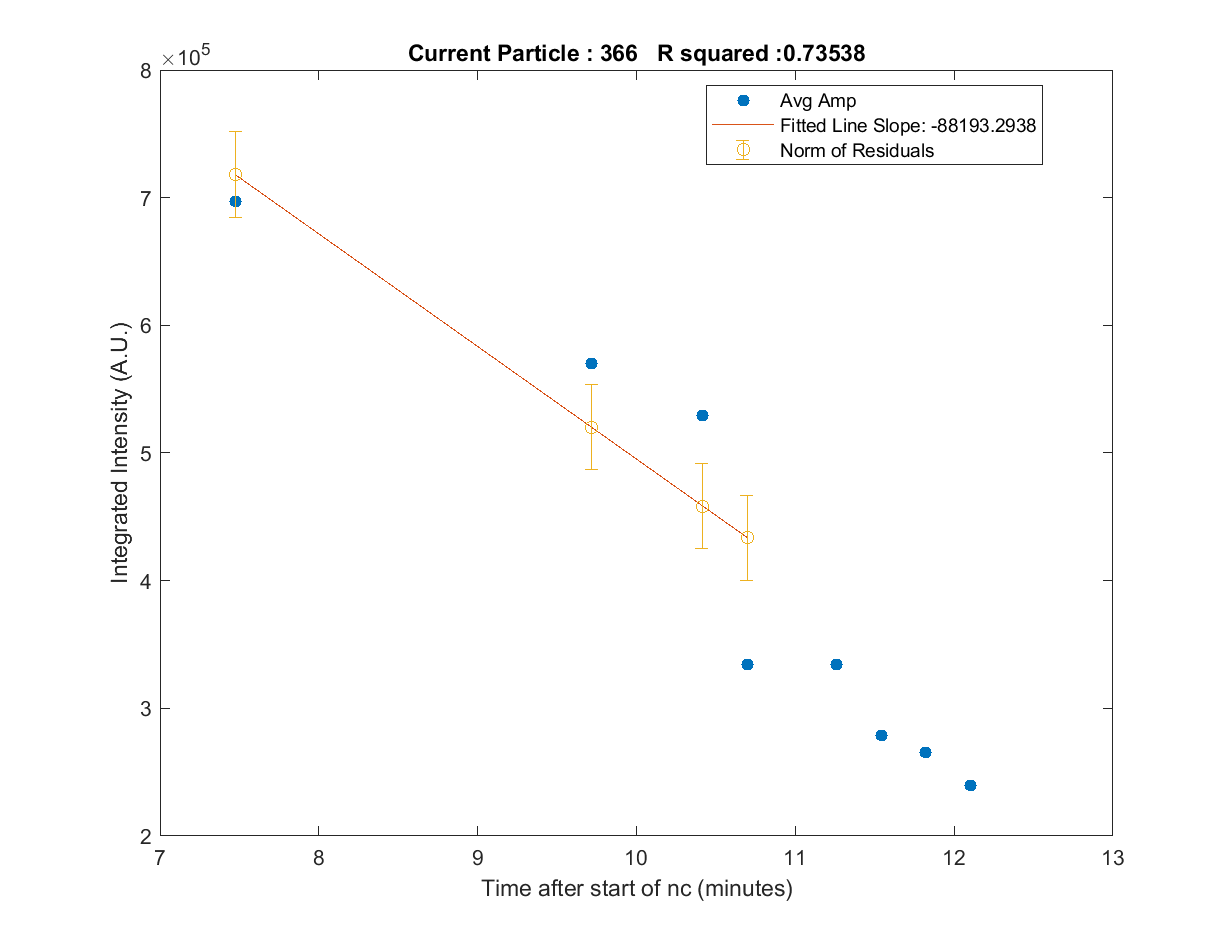 Current Particle : 366 R squared :0.73538
×10^5
8
7
6
5
4
3
2
Integrated Intensity (A.U.)
Avg Amp
Fitted Line Slope: -88193.2938
Norm of Residuals
7 8 9 10 11 12 13
Time after start of nc (minutes)